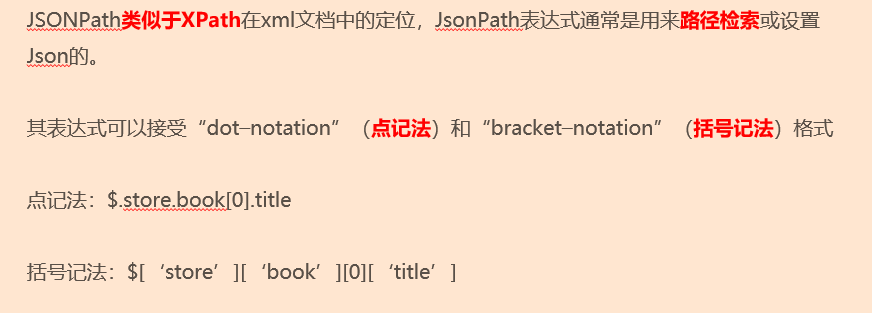 JSONPath类似于XPath在xml文档中的定位，JsonPath表达式通常是用来路径检索或设置
Json的。
其表达式可以接受“dot–notation”（点记法）和“bracket–notation”（括号记法）格式
点记法：$.store.book[0].title
括号记法：$[‘store’][‘book’][0][‘title’]